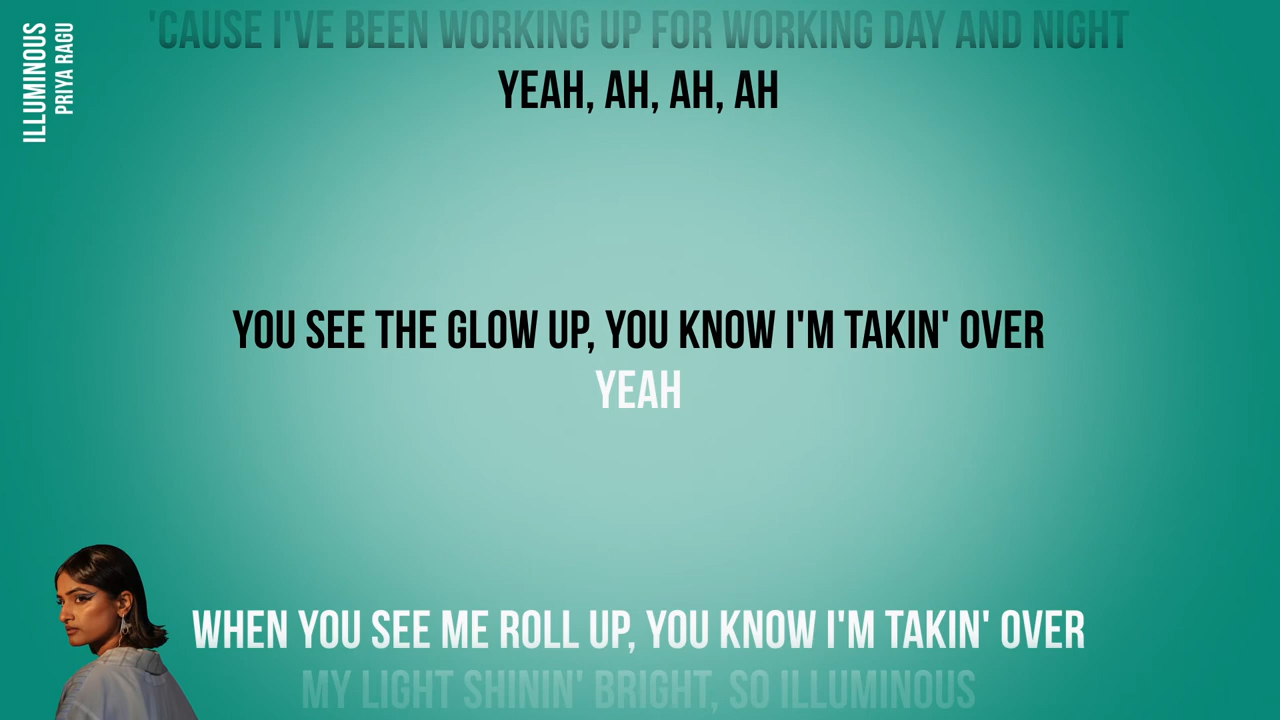 ILLUMINOUS
PRIYA RAGU
'CAUSE I'VE BEEN WORKING UP FOR WORKING DAY AND NIGHT
YEAH, AH, AH, AH
YOU SEE THE GLOW UP, YOU KNOW I'M TAKIN' OVER
YEAH
WHEN YOU SEE ME ROLL UP, YOU KNOW I'M TAKIN' OVER
MY LIGHT SHININ' BRIGHT, SO ILLUMINOUS